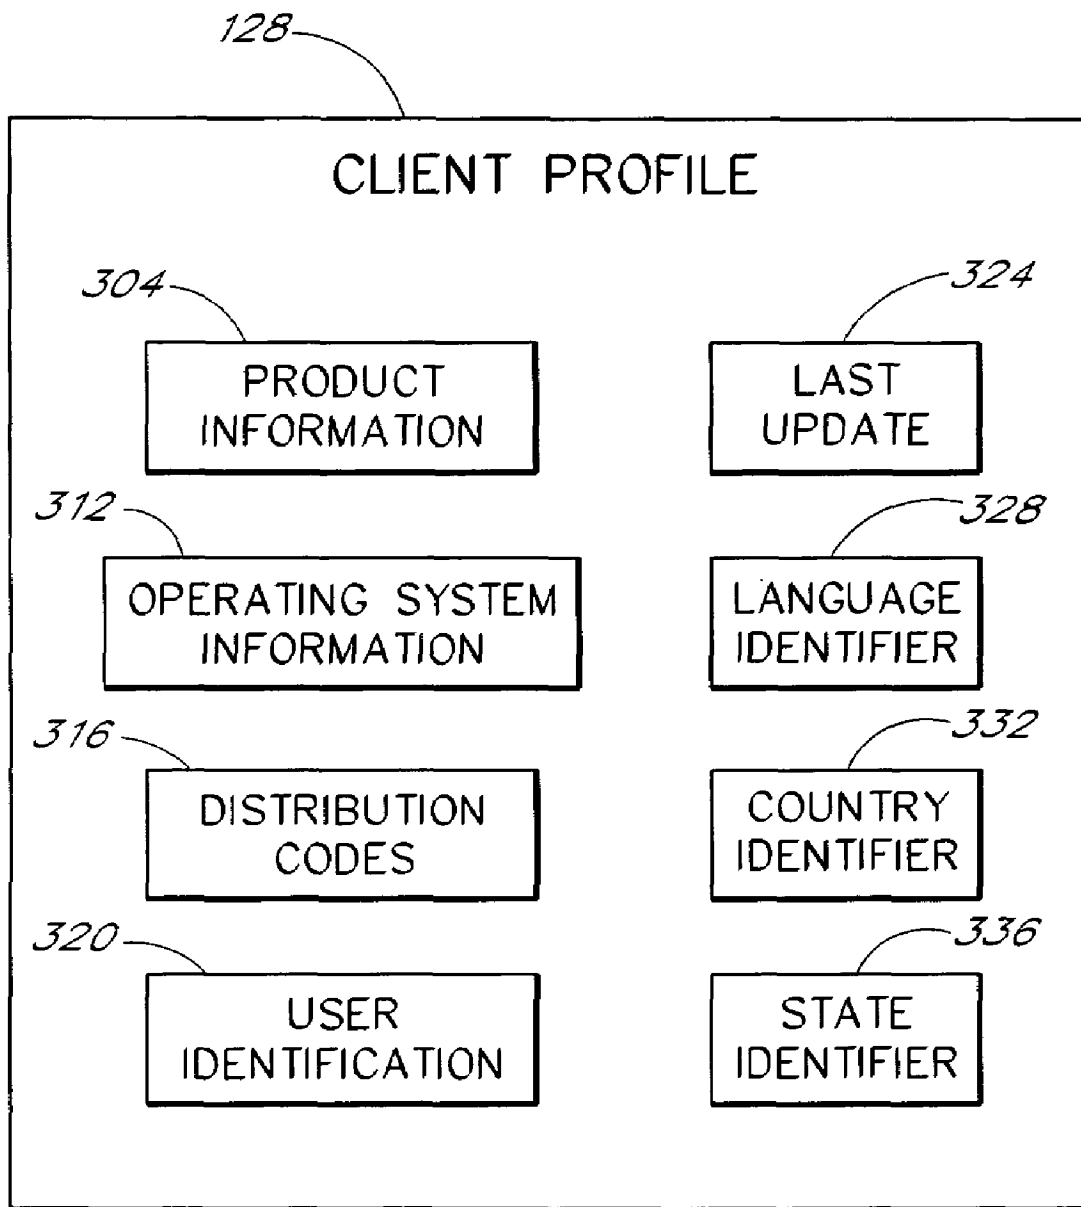 128
CLIENT PROFILE
304
PRODUCT
INFORMATION
324
LAST
UPDATE
312
OPERATING SYSTEM
INFORMATION
328
LANGUAGE
IDENTIFIER
316
DISTRIBUTION
CODES
332
COUNTRY
IDENTIFIER
320
USER
IDENTIFICATION
336
STATE
IDENTIFIER